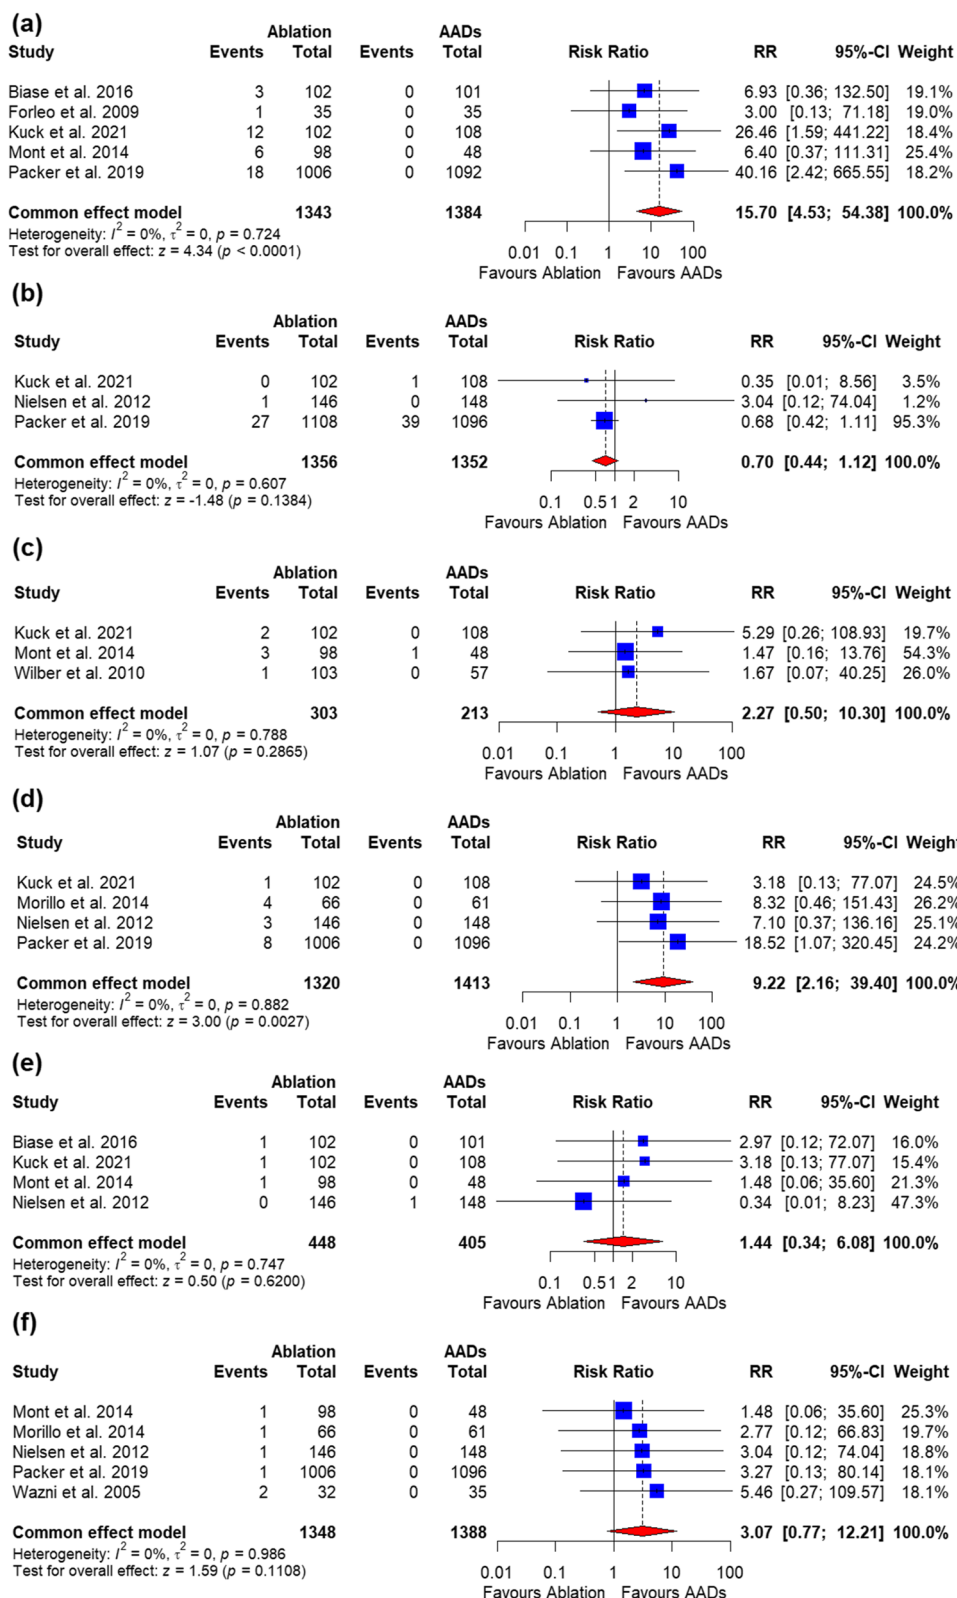 (a)
Ablation AADs
Study Events Total Events Total Risk Ratio RR 95%-CI Weight
Biase et al. 2016 3 102 0 101 6.93 [0.36; 132.50] 19.1%
Forleo et al. 2009 1 35 0 35 3.00 [0.13; 71.18] 19.0%
Kuck et al. 2021 12 102 0 108 26.46 [1.59; 441.22] 18.4%
Mont et al. 2014 6 98 0 48 6.40 [0.37; 111.31] 25.4%
Packer et al. 2019 18 1006 0 1092 40.16 [2.42; 665.55] 18.2%
Common effect model 1343 1384 15.70 [4.53; 54.38] 100.0%
Heterogeneity: I² = 0%, τ² = 0, p = 0.724
Test for overall effect: z = 4.34 (p < 0.0001)
0.01 0.1 1 10 100
Favours Ablation Favours AADs
(b)
Ablation AADs
Study Events Total Events Total Risk Ratio RR 95%-CI Weight
Kuck et al. 2021 0 102 1 108 0.35 [0.01; 8.56] 3.5%
Nielsen et al. 2012 1 146 0 148 3.04 [0.12; 74.04] 1.2%
Packer et al. 2019 27 1108 39 1096 0.68 [0.42; 1.11] 95.3%
Common effect model 1356 1352 0.70 [0.44; 1.12] 100.0%
Heterogeneity: I² = 0%, τ² = 0, p = 0.607
Test for overall effect: z = -1.48 (p = 0.1384)
0.1 0.5 1 2 10
Favours Ablation Favours AADs
(c)
Ablation AADs
Study Events Total Events Total Risk Ratio RR 95%-CI Weight
Kuck et al. 2021 2 102 0 108 5.29 [0.26; 108.93] 19.7%
Mont et al. 2014 3 98 1 48 1.47 [0.16; 13.76] 54.3%
Wilber et al. 2010 1 103 0 57 1.67 [0.07; 40.25] 26.0%
Common effect model 303 213 2.27 [0.50; 10.30] 100.0%
Heterogeneity: I² = 0%, τ² = 0, p = 0.788
Test for overall effect: z = 1.07 (p = 0.2865)
0.01 0.1 1 10 100
Favours Ablation Favours AADs
(d)
Ablation AADs
Study Events Total Events Total Risk Ratio RR 95%-CI Weight
Kuck et al. 2021 1 102 0 108 3.18 [0.13; 77.07] 24.5%
Morillo et al. 2014 4 66 0 61 8.32 [0.46; 151.43] 26.2%
Nielsen et al. 2012 3 146 0 148 7.10 [0.37; 136.16] 25.1%
Packer et al. 2019 8 1006 0 1096 18.52 [1.07; 320.45] 24.2%
Common effect model 1320 1413 9.22 [2.16; 39.40] 100.0%
Heterogeneity: I² = 0%, τ² = 0, p = 0.882
Test for overall effect: z = 3.00 (p = 0.0027)
0.01 0.1 1 10 100
Favours Ablation Favours AADs
(e)
Ablation AADs
Study Events Total Events Total Risk Ratio RR 95%-CI Weight
Biase et al. 2016 1 102 0 101 2.97 [0.12; 72.07] 16.0%
Kuck et al. 2021 1 102 0 108 3.18 [0.13; 77.07] 15.4%
Mont et al. 2014 1 98 0 48 1.48 [0.06; 35.60] 21.3%
Nielsen et al. 2012 0 146 1 148 0.34 [0.01; 8.23] 47.3%
Common effect model 448 405 1.44 [0.34; 6.08] 100.0%
Heterogeneity: I² = 0%, τ² = 0, p = 0.747
Test for overall effect: z = 0.50 (p = 0.6200)
0.1 0.5 1 2 10
Favours Ablation Favours AADs
(f)
Ablation AADs
Study Events Total Events Total Risk Ratio RR 95%-CI Weight
Mont et al. 2014 1 98 0 48 1.48 [0.06; 35.60] 25.3%
Morillo et al. 2014 1 66 0 61 2.77 [0.12; 66.83] 19.7%
Nielsen et al. 2012 1 146 0 148 3.04 [0.12; 74.04] 18.8%
Packer et al. 2019 1 1006 0 1096 3.27 [0.13; 80.14] 18.1%
Wazni et al. 2005 2 32 0 35 5.46 [0.27; 109.57] 18.1%
Common effect model 1348 1388 3.07 [0.77; 12.21] 100.0%
Heterogeneity: I² = 0%, τ² = 0, p = 0.986
Test for overall effect: z = 1.59 (p = 0.1108)
0.01 0.1 1 10 100
Favours Ablation Favours AADs